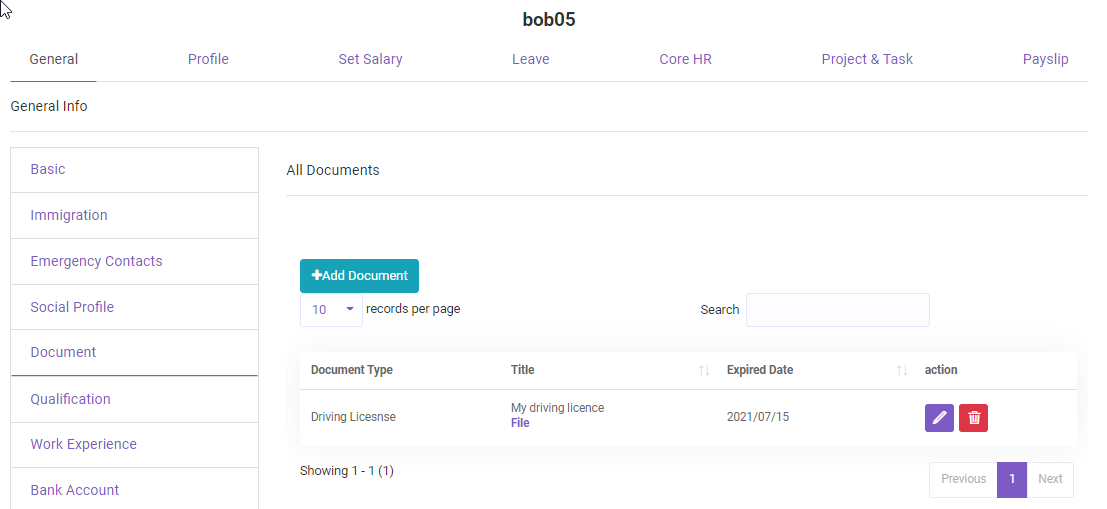 bob05
General Profile Set Salary Leave Core HR Project & Task Payslip
General Info
Basic
Immigration
Emergency Contacts
Social Profile
Document
Qualification
Work Experience
Bank Account
All Documents
Add Document
10 records per page Search
Document Type Title Expired Date action
Driving Licesnse My driving licence 2021/07/15
File
Showing 1 - 1 (1) Previous 1 Next